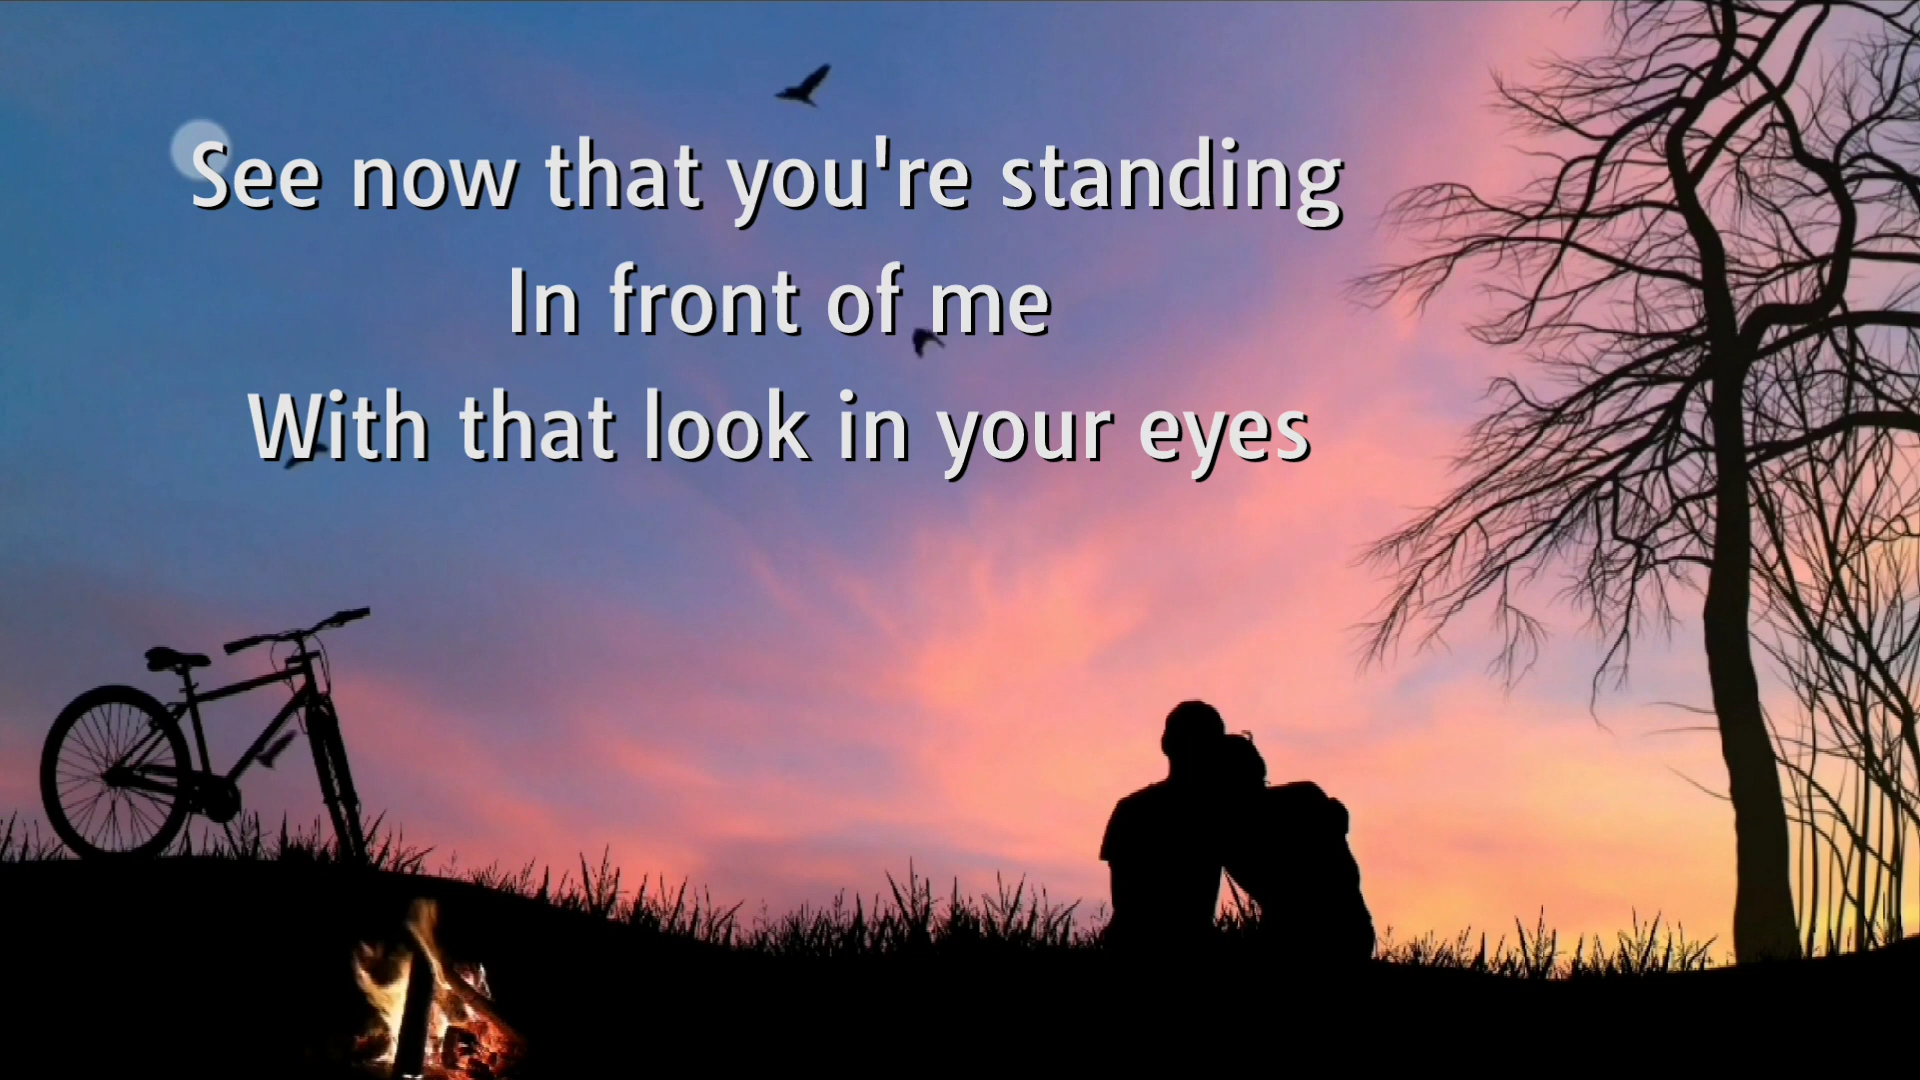 See now that you're standing
In front of me
With that look in your eyes